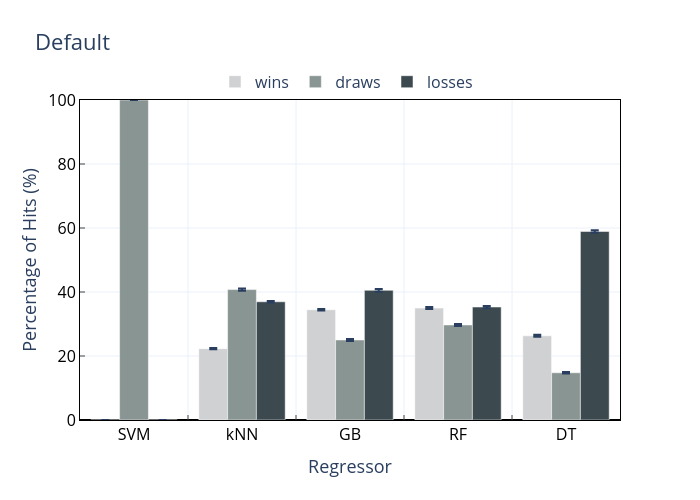 Default
wins draws losses
Percentage of Hits (%)
100
80
60
40
20
0
SVM kNN GB RF DT
Regressor